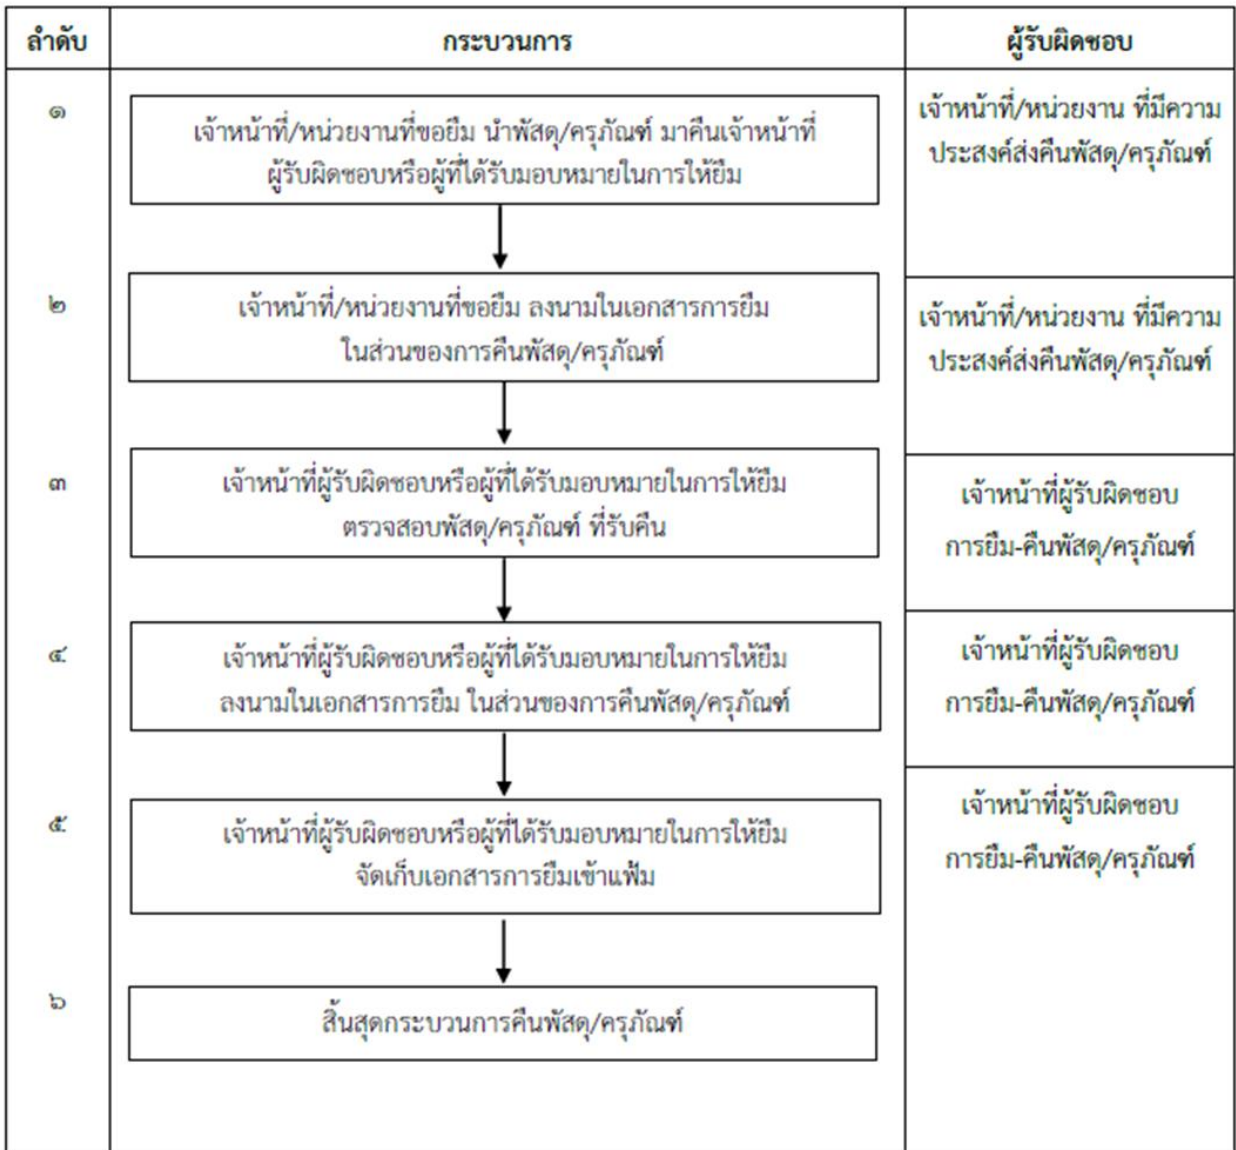 ลำดับ กระบวนการ ผู้รับผิดชอบ
๑
เจ้าหน้าที่/หน่วยงานที่ขอยืม นำพัสดุ/ครุภัณฑ์ มาคืนเจ้าหน้าที่
ผู้รับผิดชอบหรือผู้ที่ได้รับมอบหมายในการให้ยืม
เจ้าหน้าที่/หน่วยงาน ที่มีความ
ประสงค์ส่งคืนพัสดุ/ครุภัณฑ์
๒
เจ้าหน้าที่/หน่วยงานที่ขอยืม ลงนามในเอกสารการยืม
ในส่วนของการคืนพัสดุ/ครุภัณฑ์
เจ้าหน้าที่/หน่วยงาน ที่มีความ
ประสงค์ส่งคืนพัสดุ/ครุภัณฑ์
๓
เจ้าหน้าที่ผู้รับผิดชอบหรือผู้ที่ได้รับมอบหมายในการให้ยืม
ตรวจสอบพัสดุ/ครุภัณฑ์ ที่รับคืน
เจ้าหน้าที่ผู้รับผิดชอบ
การยืม-คืนพัสดุ/ครุภัณฑ์
๔
เจ้าหน้าที่ผู้รับผิดชอบหรือผู้ที่ได้รับมอบหมายในการให้ยืม
ลงนามในเอกสารการยืม ในส่วนของการคืนพัสดุ/ครุภัณฑ์
เจ้าหน้าที่ผู้รับผิดชอบ
การยืม-คืนพัสดุ/ครุภัณฑ์
๕
เจ้าหน้าที่ผู้รับผิดชอบหรือผู้ที่ได้รับมอบหมายในการให้ยืม
จัดเก็บเอกสารการยืมเข้าแฟ้ม
เจ้าหน้าที่ผู้รับผิดชอบ
การยืม-คืนพัสดุ/ครุภัณฑ์
๖
สิ้นสุดกระบวนการคืนพัสดุ/ครุภัณฑ์